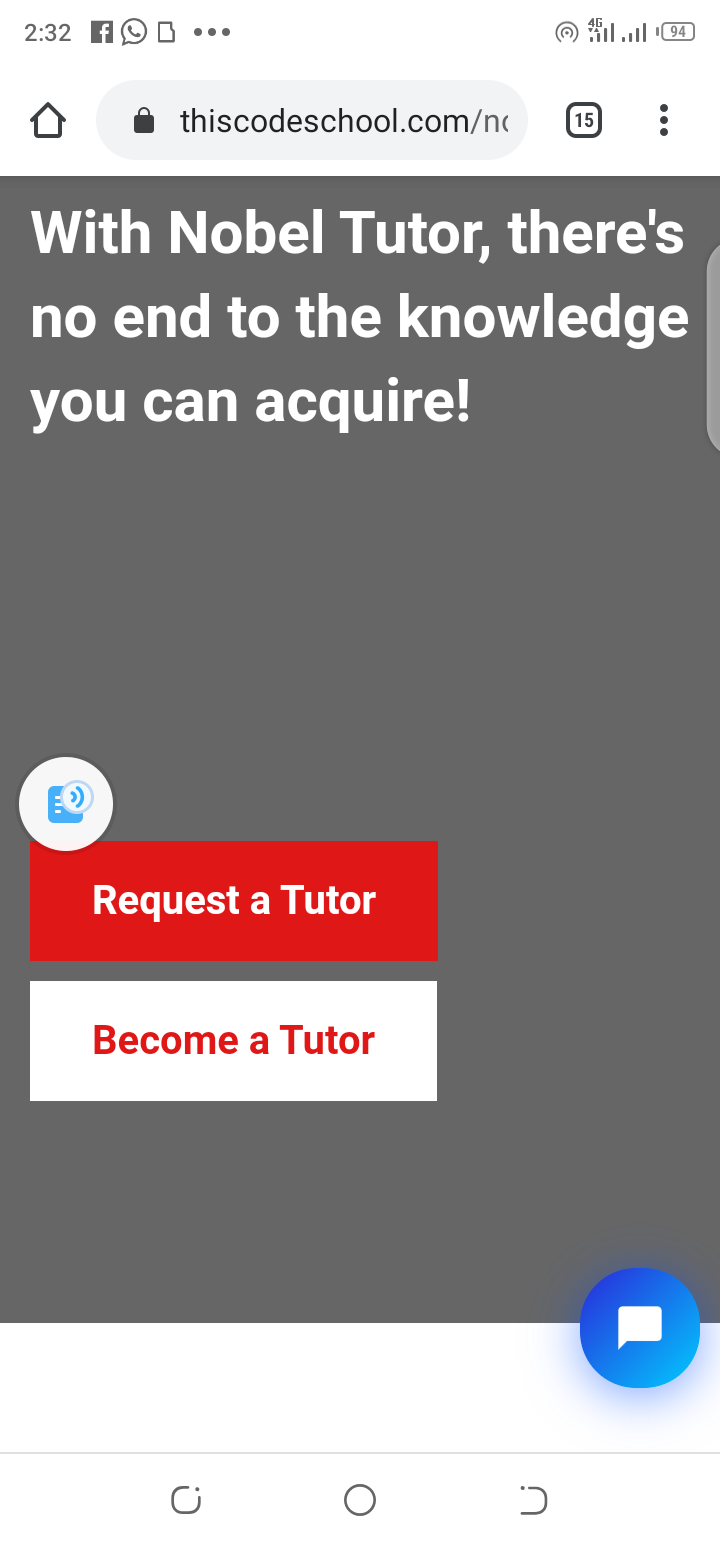 2:32
4G
94
thiscodeschool.com/no
15
With Nobel Tutor, there's
no end to the knowledge
you can acquire!
Request a Tutor
Become a Tutor